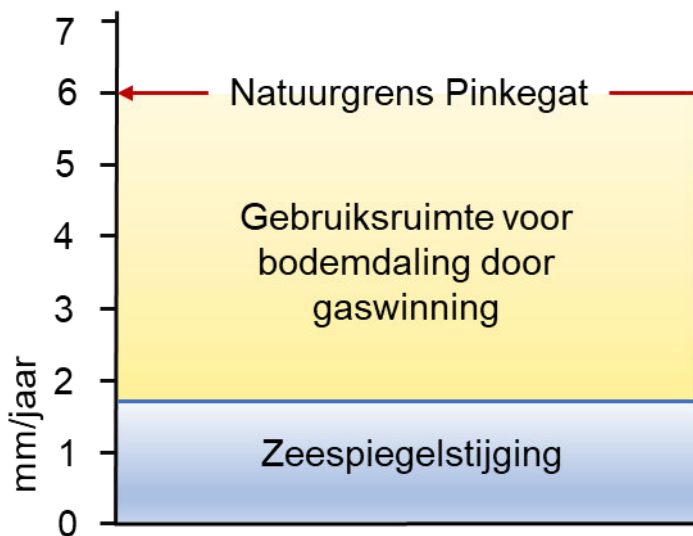 7
6
Natuurgrens Pinkegat
5
4
Gebruiksruimte voor
bodemdaling door
gaswinning
3
2
1
Zeespiegelstijging
0
mm/jaar